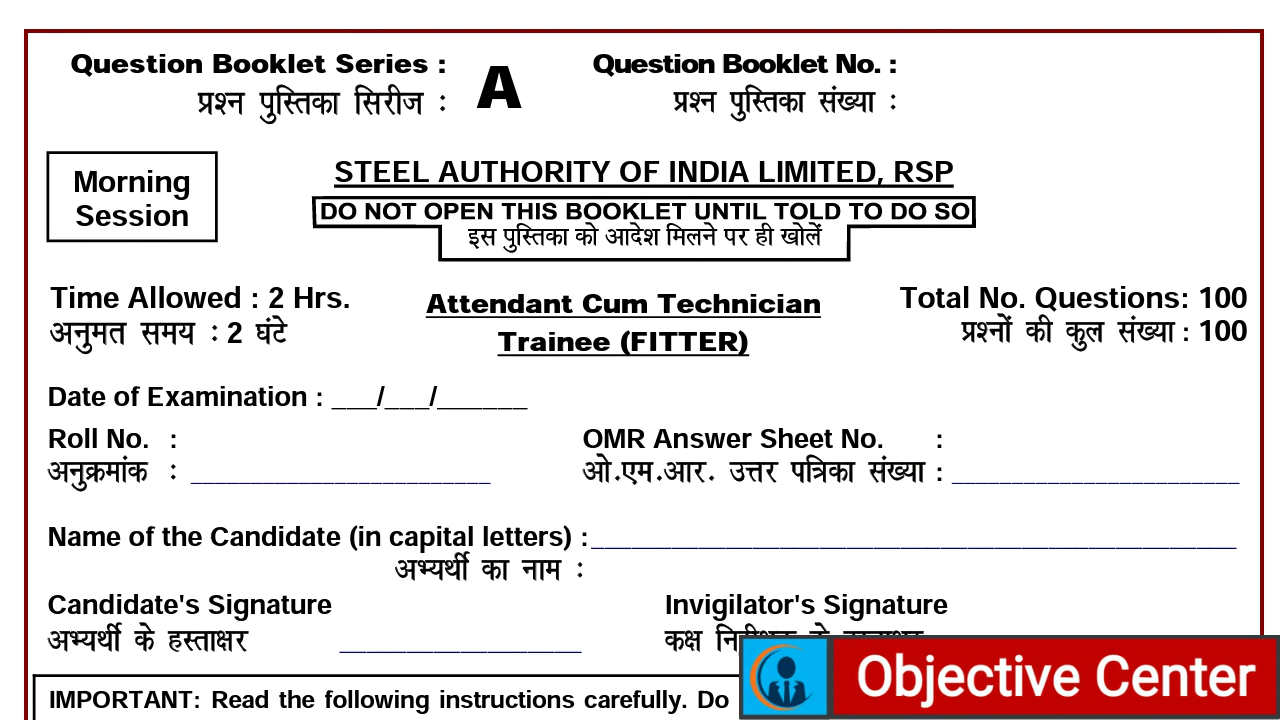 Question Booklet Series : A Question Booklet No. :
प्रश्न पुस्तिका सिरीज : प्रश्न पुस्तिका संख्या :
Morning Session
STEEL AUTHORITY OF INDIA LIMITED, RSP
DO NOT OPEN THIS BOOKLET UNTIL TOLD TO DO SO
इस पुस्तिका को आदेश मिलने पर ही खोलें
Time Allowed : 2 Hrs. Attendant Cum Technician Total No. Questions: 100
अनुमत समय : 2 घंटे Trainee (FITTER) प्रश्नों की कुल संख्या : 100
Date of Examination : ___/___/______
Roll No. : OMR Answer Sheet No. :
अनुक्रमांक : ओ.एम.आर. उत्तर पत्रिका संख्या :
Name of the Candidate (in capital letters) :
अभ्यर्थी का नाम :
Candidate's Signature Invigilator's Signature
अभ्यर्थी के हस्ताक्षर कक्ष
IMPORTANT: Read the following instructions carefully. Do
Objective Center